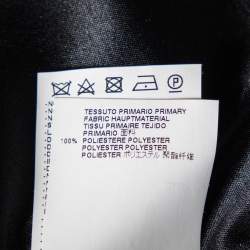 TESSUTO PRIMARIO PRIMARY
FABRIC HAUPTMATERIAL
TISSU PRIMAIRE TEJIDO
PRIMARIO 面料
100% POLIESTERE POLYESTER
POLYESTER POLYESTER
POLIESTER ポリエステル 聚酯纤维